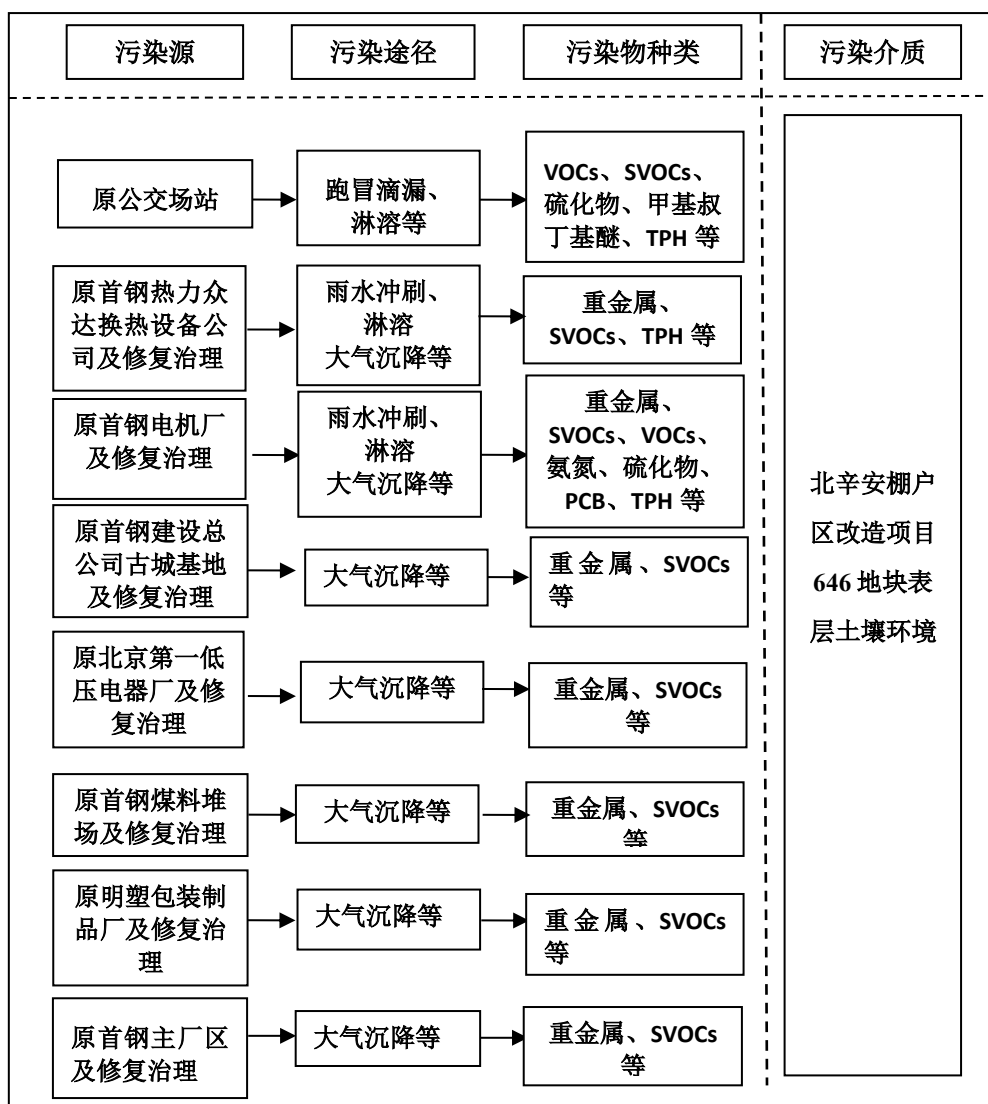 污染源
污染途径
污染物种类
污染介质
原公交场站
跑冒滴漏、
淋溶等
VOCs、SVOCs、
硫化物、甲基叔
丁基醚、TPH 等
原首钢热力众
达换热设备公
司及修复治理
雨水冲刷、
淋溶
大气沉降等
重金属、
SVOCs、TPH 等
原首钢电机厂
及修复治理
雨水冲刷、
淋溶
大气沉降等
重金属、
SVOCs、VOCs、
氨氮、硫化物、
PCB、TPH 等
原首钢建设总
公司古城基地
及修复治理
大气沉降等
重金属、SVOCs
等
原北京第一低
压电器厂及修
复治理
大气沉降等
重金属、SVOCs
等
原首钢煤料堆
场及修复治理
大气沉降等
重金属、SVOCs
等
原明塑包装制
品厂及修复治
理
大气沉降等
重金属、SVOCs
等
原首钢主厂区
及修复治理
大气沉降等
重金属、SVOCs
等
北辛安棚户
区改造项目
646 地块表
层土壤环境